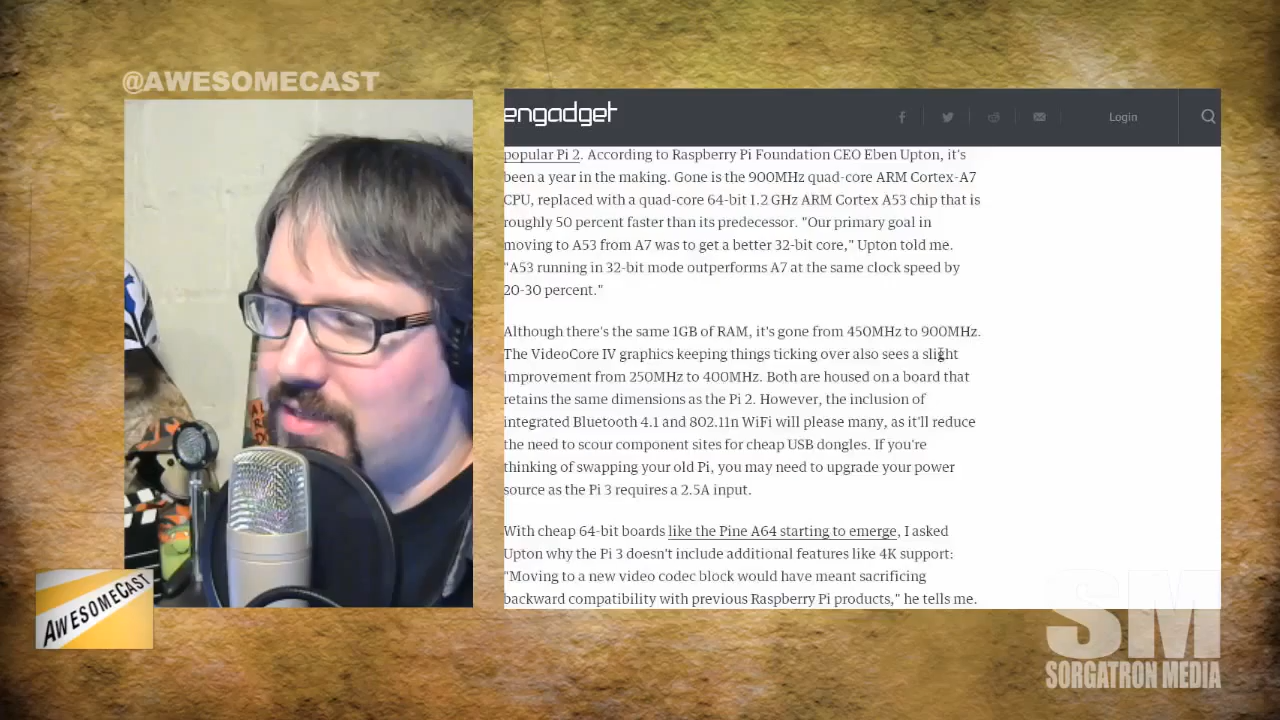 @AWESOMECAST
engadget
Login
popular Pi 2. According to Raspberry Pi Foundation CEO Eben Upton, it's
been a year in the making. Gone is the 900MHz quad-core ARM Cortex-A7
CPU, replaced with a quad-core 64-bit 1.2 GHz ARM Cortex A53 chip that is
roughly 50 percent faster than its predecessor. "Our primary goal in
moving to A53 from A7 was to get a better 32-bit core," Upton told me.
"A53 running in 32-bit mode outperforms A7 at the same clock speed by
20-30 percent."
Although there's the same 1GB of RAM, it's gone from 450MHz to 900MHz.
The VideoCore IV graphics keeping things ticking over also sees a slight
improvement from 250MHz to 400MHz. Both are housed on a board that
retains the same dimensions as the Pi 2. However, the inclusion of
integrated Bluetooth 4.1 and 802.11n WiFi will please many, as it'll reduce
the need to scour component sites for cheap USB dongles. If you're
thinking of swapping your old Pi, you may need to upgrade your power
source as the Pi 3 requires a 2.5A input.
With cheap 64-bit boards like the Pine A64 starting to emerge, I asked
Upton why the Pi 3 doesn't include additional features like 4K support:
"Moving to a new video codec block would have meant sacrificing
backward compatibility with previous Raspberry Pi products," he tells me.
AWESOMECAST
SM
SORGATRON MEDIA